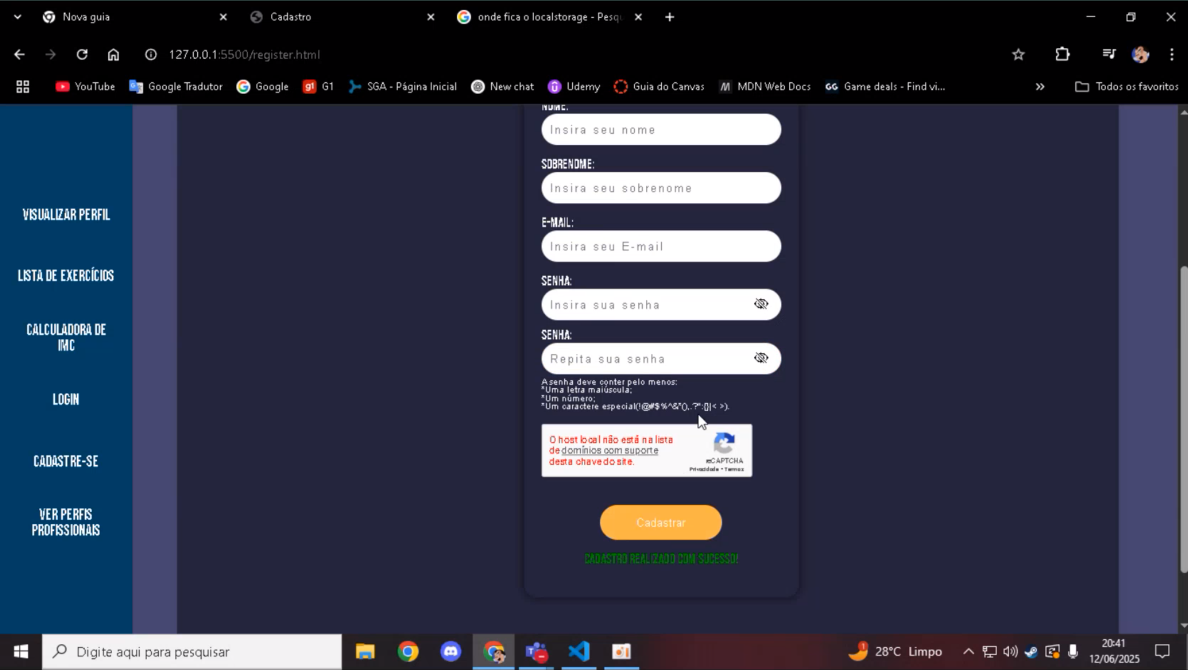 Nova guia
Cadastro
onde fica o localstorage - Pesqu
127.0.0.1:5500/register.html
YouTube
Google Tradutor
Google
G1
SGA - Página Inicial
New chat
Udemy
Guia do Canvas
MDN Web Docs
GG Game deals - Find vi...
Todos os favoritos
VISUALIZAR PERFIL
LISTA DE EXERCÍCIOS
CALCULADORA DE
IMC
LOGIN
CADASTRE-SE
VER PERFIS
PROFISSIONAIS
NOME:
Insira seu nome
SOBRENOME:
Insira seu sobrenome
E-MAIL:
Insira seu E-mail
SENHA:
Insira sua senha
SENHA:
Repita sua senha
A senha deve conter pelo menos:
*Uma letra maiúscula;
*Um número;
*Um caractere especial(!@#$%^&*(),.?":{}|< >).
O host local não está na lista
de domínios com suporte
desta chave do site.
reCAPTCHA
Privacidade • Termos
Cadastrar
CADASTRO REALIZADO COM SUCESSO!
Digite aqui para pesquisar
28°C Limpo
20:41
12/06/2025